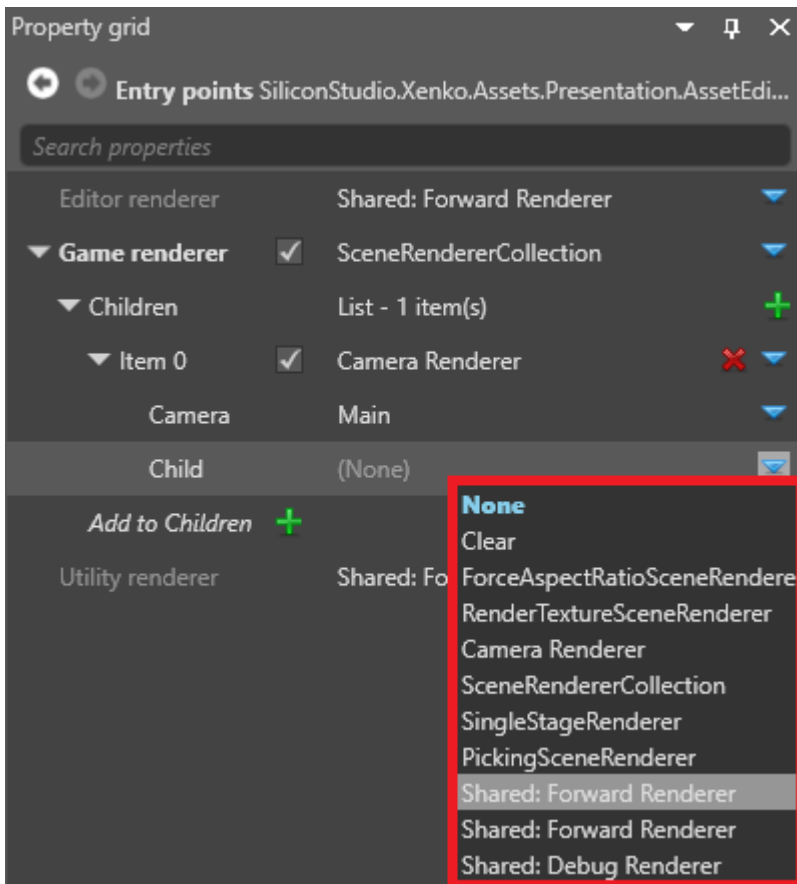 Property grid
Entry points SiliconStudio.Xenko.Assets.Presentation.AssetEdi...
Search properties
Editor renderer Shared: Forward Renderer
Game renderer SceneRendererCollection
Children List - 1 item(s)
Item 0 Camera Renderer
Camera Main
Child (None)
Add to Children
Utility renderer Shared: Fo
None
Clear
ForceAspectRatioSceneRendere
RenderTextureSceneRenderer
Camera Renderer
SceneRendererCollection
SingleStageRenderer
PickingSceneRenderer
Shared: Forward Renderer
Shared: Forward Renderer
Shared: Debug Renderer